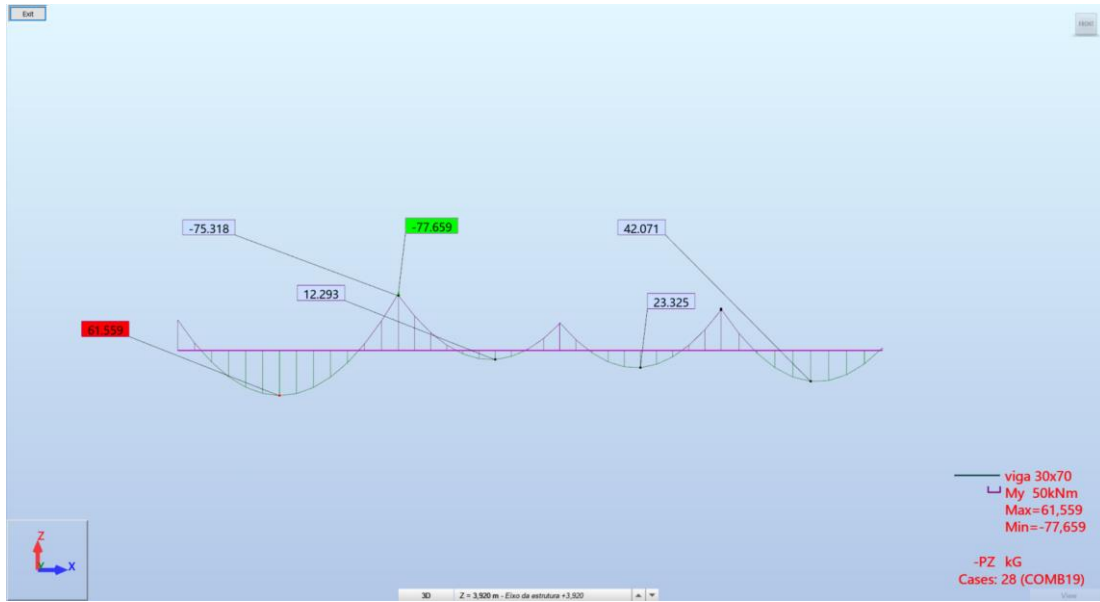 Exit
-75.318
-77.659
42.071
12.293
23.325
61.559
viga 30x70
My 50kNm
Max=61,559
Min=-77,659
-PZ kG
Cases: 28 (COMB19)
Z
X
3D Z = 3,920 m - Eixo da estrutura +3,920
View